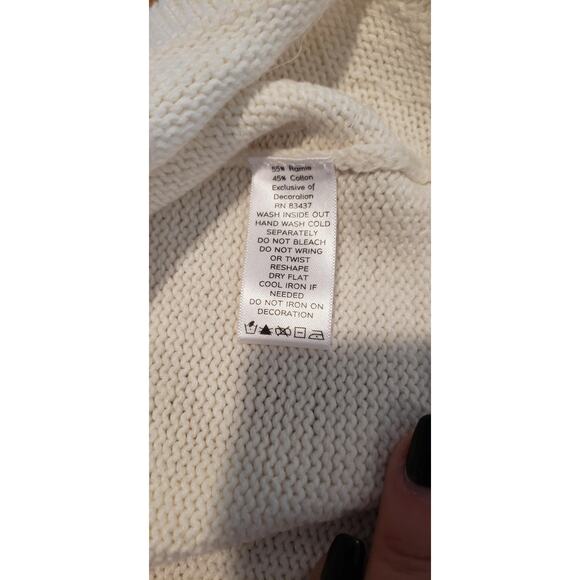 55% Ramie
45% Cotton
Exclusive of
Decoration
RN 83437
WASH INSIDE OUT
HAND WASH COLD
SEPARATELY
DO NOT BLEACH
DO NOT WRING
OR TWIST
RESHAPE
DRY FLAT
COOL IRON IF
NEEDED
DO NOT IRON ON
DECORATION